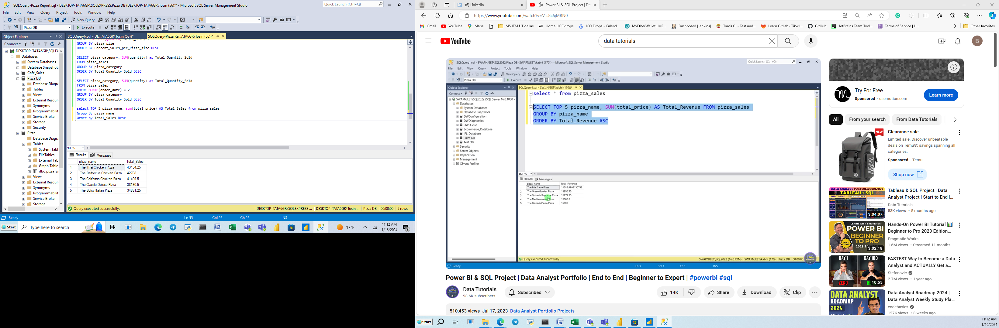 SQLQuery-Pizza Report.sql - DESKTOP-TATA6GR\SQLEXPRESS.Pizza DB (DESKTOP-TATA6GR\Tosin (56))* - Microsoft SQL Server Management Studio
Quick Launch (Ctrl+Q)
File Edit View Query Project Tools Window Help
New Query
Pizza DB
Execute
Object Explorer
Connect
DESKTOP-TATA6GR\SQLEX
Databases
System Databases
Database Snapshots
Café_Sales
Pizza DB
Database Diagra
Tables
Views
External Resour
Synonyms
Programmabilit
Service Broker
Storage
Security
Pizza
Database Diagra
Tables
System Tabl
FileTables
External Tab
Graph Table
dbo.pizza_sa
Views
External Resour
Synonyms
Programmabilit
Service Broker
Storage
SQLQuery6.sql - DE...ATA6GR\Tosin (53))*
SQLQuery-Pizza Re...ATA6GR\Tosin (56))*
GROUP BY pizza_size
ORDER BY Percent_Sales_per_Pizza_size DESC
SELECT pizza_category, SUM(quantity) as Total_Quantity_Sold
FROM pizza_sales
GROUP BY pizza_category
ORDER BY Total_Quantity_Sold DESC
SELECT pizza_category, SUM(quantity) as Total_Quantity_Sold
FROM pizza_sales
WHERE MONTH(order_date) = 2
GROUP BY pizza_category
ORDER BY Total_Quantity_Sold DESC
select TOP 5 pizza_name, sum(total_price) AS Total_Sales from pizza_sales
Group By pizza_name
Order by Total_Sales Desc
90 %
Results Messages
pizza_name Total_Sales
1 The Thai Chicken Pizza 43434.25
2 The Barbecue Chicken Pizza 42768
3 The California Chicken Pizza 41409.5
4 The Classic Deluxe Pizza 38180.5
5 The Spicy Italian Pizza 34831.25
Query executed successfully.
DESKTOP-TATA6GR\SQLEXPRESS ... DESKTOP-TATA6GR\Tosin ... Pizza DB 00:00:00 5 rows
Ready Ln 55 Col 26 Ch 26 INS
Start Type here to search 17°F 11:12 AM
1/16/2024
2
(6) LinkedIn
Power BI & SQL Project | Da
https://www.youtube.com/watch?v=V-s8c6jMRN0
Gmail YouTube Maps MS ITM UT dallas Home | ICOdrops ICO Drops - Calend... MyEtherWallet | ME... Dashboard [Jenkins] Travis CI - Test and... Learn GitLab · Tikwil... GitHub JetBrains Team Tool... Terms of Service | H... Other favorites
YouTube
data tutorials
B
SQLQuery1.sql - SWAPNJEET\SQL2022.Pizza DB (SWAPNJEET\kabhi (170))* - Microsoft SQL Server Management Studio
Quick Launch (Ctrl+Q)
File Edit View Query Project Tools Window Help
New Query
Pizza DB
Execute
Object Explorer
Connect
SWAPNJEET\SQL2022 (SQL Server 16.0.1000 -
Databases
System Databases
Database Snapshots
DWConfiguration
DWDiagnostics
DWQueue
Ecommerce_Database
IPL_Database
Pizza DB
Test DB
Security
Server Objects
Replication
Management
XEvent Profiler
SQLQuery1.sql - SW...NJEET\kabhi (170))*
select * from pizza_sales
SELECT TOP 5 pizza_name, SUM(total_price) AS Total_Revenue FROM pizza_sales
GROUP BY pizza_name
ORDER BY Total_Revenue ASC
165 %
Results Messages
pizza_name Total_Revenue
1 The Brie Carre Pizza 11588.4998130798
2 The Green Garden Pizza 13955.75
3 The Spinach Supreme Pizza 15277.75
4 The Mediterranean Pizza 15360.5
5 The Spinach Pesto Pizza 15596
Query executed successfully.
SWAPNJEET\SQL2022 (16.0 RTM) SWAPNJEET\kabhi (170) Pizza DB 00:00:00
Ready Ln 3 Col 1 Ch 1 INS
Power BI & SQL Project | Data Analyst Portfolio | End to End | Beginner to Expert | #powerbi #sql
Data Tutorials
93.6K subscribers
Subscribed
14K Share Download Clip
510,453 views Jul 17, 2023 Data Analyst Portfolio Projects
Try For Free
Sponsored · usemotion.com
Learn more
All From your search From Data Tutorials
NEW
Clearance sale
Limited sale. Discover unbeatable
deals on Temu®: savings spanning all
categories.
Sponsored · Temu
Shop now
DATA ANALYST PORTFOLIO PROJECT
TABLEAU + SQL
3:04:07
Tableau & SQL Project | Data
Analyst Project | Start to End |...
Data Tutorials
53K views • 5 months ago
LEARN WITH THE NERDS
POWER BI
BEGINNER
TO PRO
3:02:18
Hands-On Power BI Tutorial 📊
Beginner to Pro 2023 Edition...
Pragmatic Works
1.6M views • Streamed 11 months...
DAY 1 DAY 100
ZERO
10:55
FASTEST Way to Become a Data
Analyst and ACTUALLY Get a...
Stefanovic
2.7M views • 1 year ago
DATA ANALYST
ROADMAP
2024
Data Analyst Roadmap 2024 |
Data Analyst Weekly Study Pla...
codebasics
127K views • 3 weeks ago
Start
11:12 AM
1/16/2024